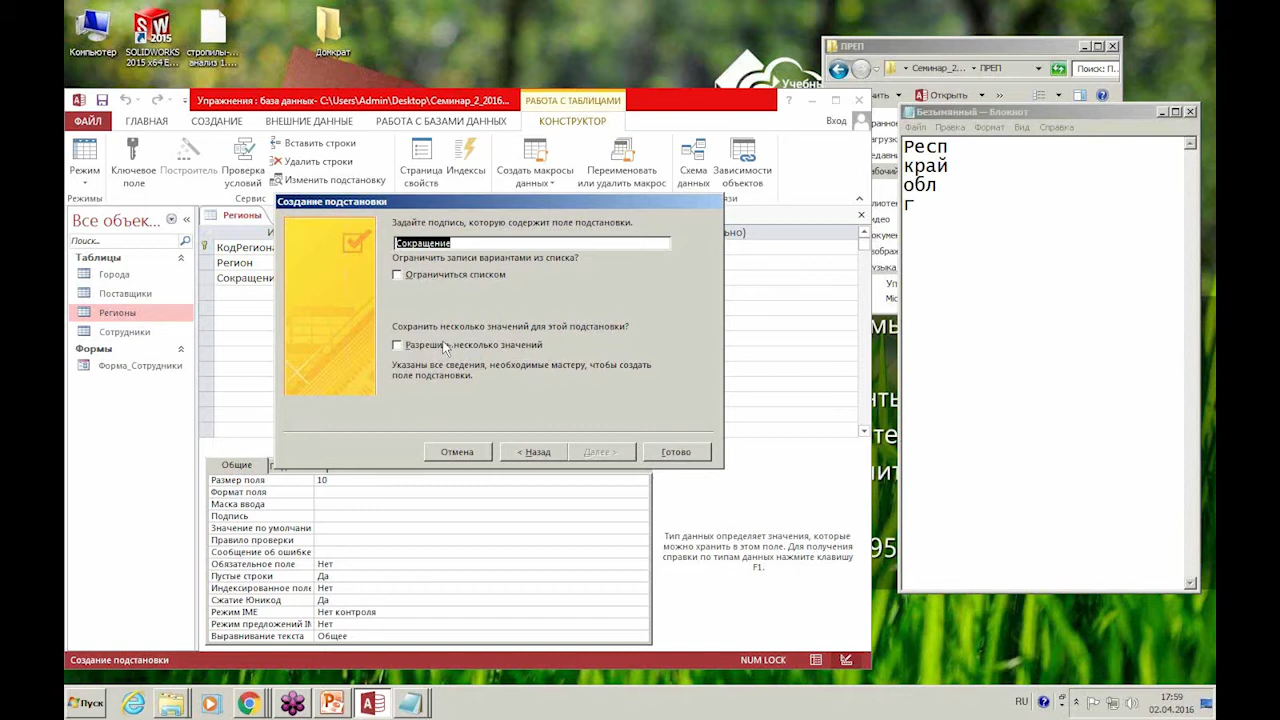 Компьютер
SOLIDWORKS
2015 x64 E...
стропилы-...
анализ 1....
Донкрат
Учебны
ПРЕП
Семинар_2_...
ПРЕП
Поиск: П...
Открыть
Упражнения : база данных- C:\Users\Admin\Desktop\Семинар_2_2016...
РАБОТА С ТАБЛИЦАМИ
ФАЙЛ
ГЛАВНАЯ
СОЗДАНИЕ
ВНЕШНИЕ ДАННЫЕ
РАБОТА С БАЗАМИ ДАННЫХ
КОНСТРУКТОР
Вход
Режим
Ключевое
поле
Построитель
Проверка
условий
Вставить строки
Удалить строки
Изменить подстановку
Страница
свойств
Индексы
Создать макросы
данных
Переименовать
или удалить макрос
Схема
данных
Зависимости
объектов
Режимы
Сервис
Все объек...
Поиск...
Таблицы
Города
Поставщики
Регионы
Сотрудники
Формы
Форма_Сотрудники
Регионы
КодРегиона
Регион
Сокращени
Создание подстановки
Задайте подпись, которую содержит поле подстановки.
Сокращение
Ограничить записи вариантами из списка?
Ограничиться списком
Сохранить несколько значений для этой подстановки?
Разрешить несколько значений
Указаны все сведения, необходимые мастеру, чтобы создать
поле подстановки.
Отмена
< Назад
Далее >
Готово
Общие
Размер поля 10
Формат поля
Маска ввода
Подпись
Значение по умолчани
Правило проверки
Сообщение об ошибке
Обязательное поле Нет
Пустые строки Да
Индексированное поле Нет
Сжатие Юникод Да
Режим IME Нет контроля
Режим предложений IM Нет
Выравнивание текста Общее
Тип данных определяет значения, которые
можно хранить в этом поле. Для получения
справки по типам данных нажмите клавишу
F1.
Создание подстановки
NUM LOCK
Безымянный — Блокнот
Файл Правка Формат Вид Справка
Респ
край
обл
г
Пуск
RU
17:59
02.04.2016